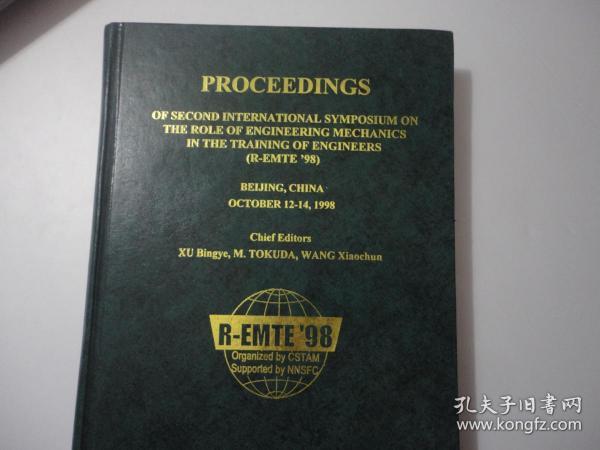 PROCEEDINGS
OF SECOND INTERNATIONAL SYMPOSIUM ON
THE ROLE OF ENGINEERING MECHANICS
IN THE TRAINING OF ENGINEERS
(R-EMTE '98)
BEIJING, CHINA
OCTOBER 12-14, 1998
Chief Editors
XU Bingye, M. TOKUDA, WANG Xiaochun
R-EMTE '98
Organized by CSTAM
Supported by NNSFC
孔夫子旧书网
www.kongfz.com